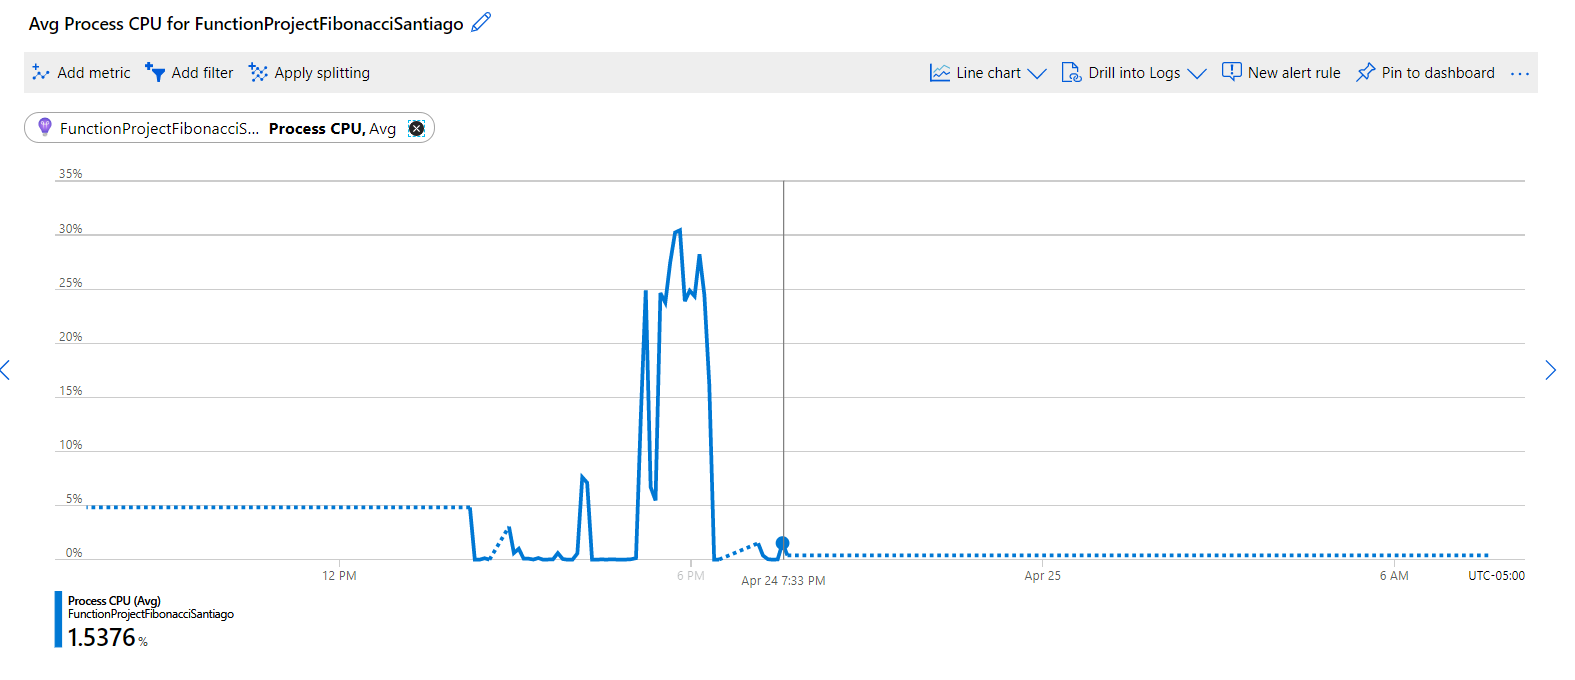 Avg Process CPU for FunctionProjectFibonacciSantiago
Add metric Add filter Apply splitting Line chart Drill into Logs New alert rule Pin to dashboard ...
FunctionProjectFibonacciS... Process CPU, Avg
35%
30%
25%
20%
15%
10%
5%
0%
12 PM 6 PM Apr 24 7:33 PM Apr 25 6 AM UTC-05:00
Process CPU (Avg)
FunctionProjectFibonacciSantiago
1.5376 %